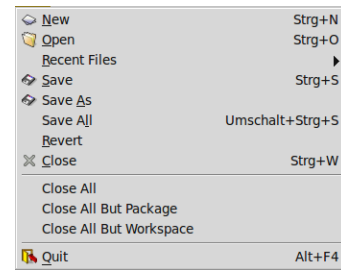 New Strg+N
Open Strg+O
Recent Files
Save Strg+S
Save As
Save All Umschalt+Strg+S
Revert
Close Strg+W
Close All
Close All But Package
Close All But Workspace
Quit Alt+F4